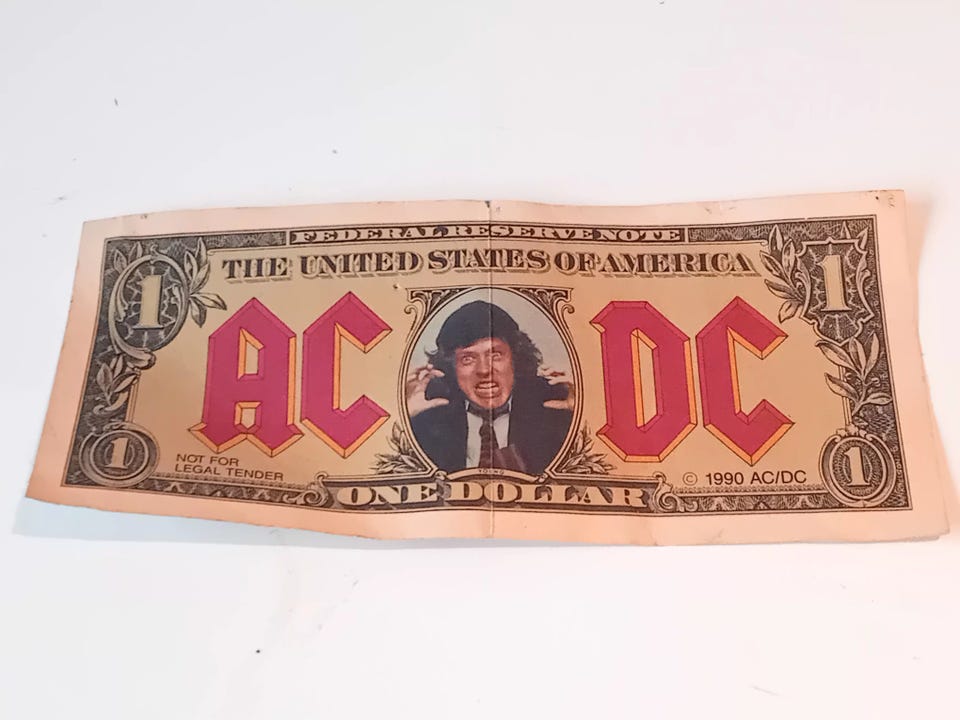 FEDERAL RESERVE NOTE
THE UNITED STATES OF AMERICA
1 1
AC DC
NOT FOR
LEGAL TENDER
YOUNG
© 1990 AC/DC
1 ONE DOLLAR 1